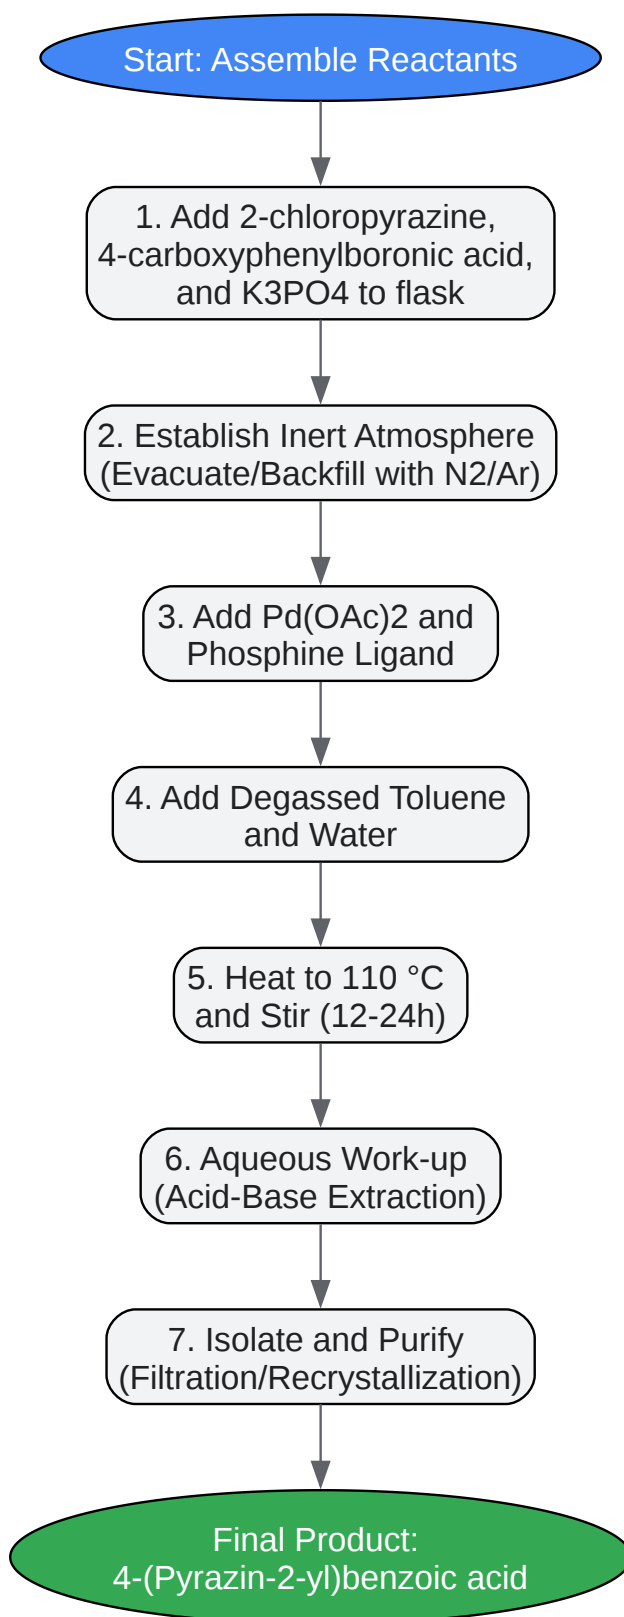 Start: Assemble Reactants
1. Add 2-chloropyrazine,
4-carboxyphenylboronic acid,
and K3PO4 to flask
2. Establish Inert Atmosphere
(Evacuate/Backfill with N2/Ar)
3. Add Pd(OAc)2 and
Phosphine Ligand
4. Add Degassed Toluene
and Water
5. Heat to 110 °C
and Stir (12-24h)
6. Aqueous Work-up
(Acid-Base Extraction)
7. Isolate and Purify
(Filtration/Recrystallization)
Final Product:
4-(Pyrazin-2-yl)benzoic acid